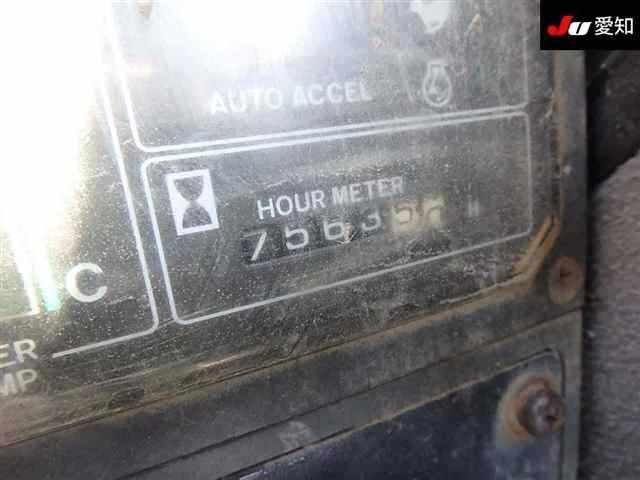 JU 愛知
AUTO ACCEL
HOUR METER
7563
C
ER
MP